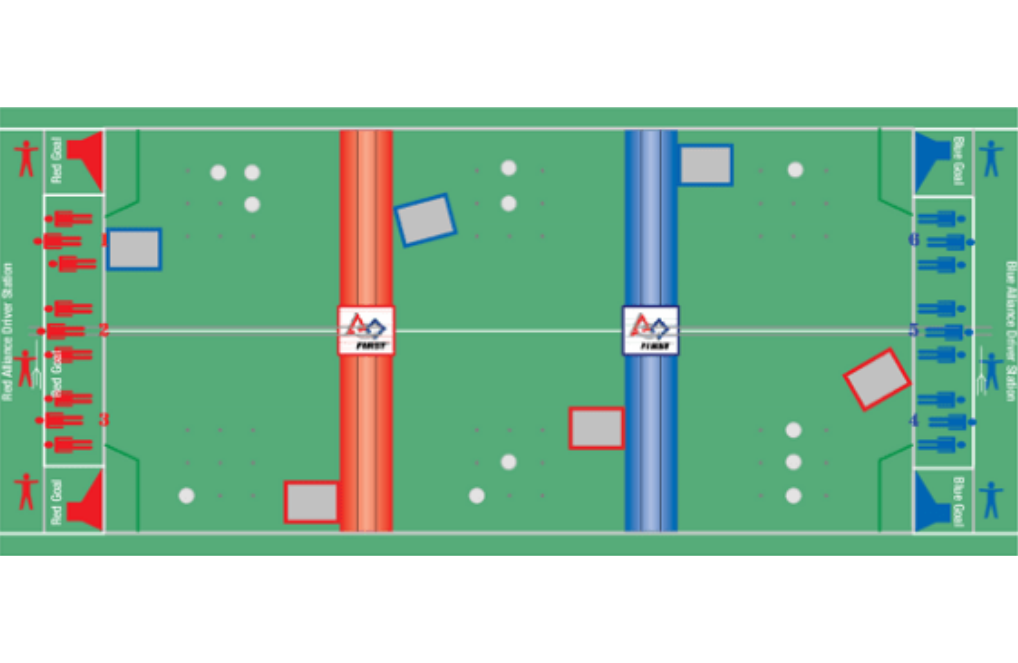 Red Goal
Red Alliance Driver Station
2
Red Goal
3
Red Goal
FIRST
FIRST
Blue Goal
6
5
4
Blue Alliance Driver Station
Blue Goal